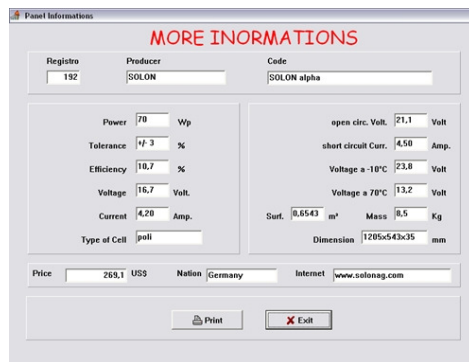 Panel Informations
MORE INORMATIONS
Registro Producer Code
192 SOLON SOLON alpha
Power 70 Wp
Tolerance +/- 3 %
Efficiency 10,7 %
Voltage 16,7 Volt.
Current 4,20 Amp.
Type of Cell poli
open circ. Volt. 21,1 Volt
short circuit Curr. 4,50 Amp.
Voltage a -10°C 23,8 Volt
Voltage a 70°C 13,2 Volt
Surf. 0,6543 m² Mass 8,5 Kg
Dimension 1205x543x35 mm
Price 269,1 US$ Nation Germany Internet www.solonag.com
Print Exit